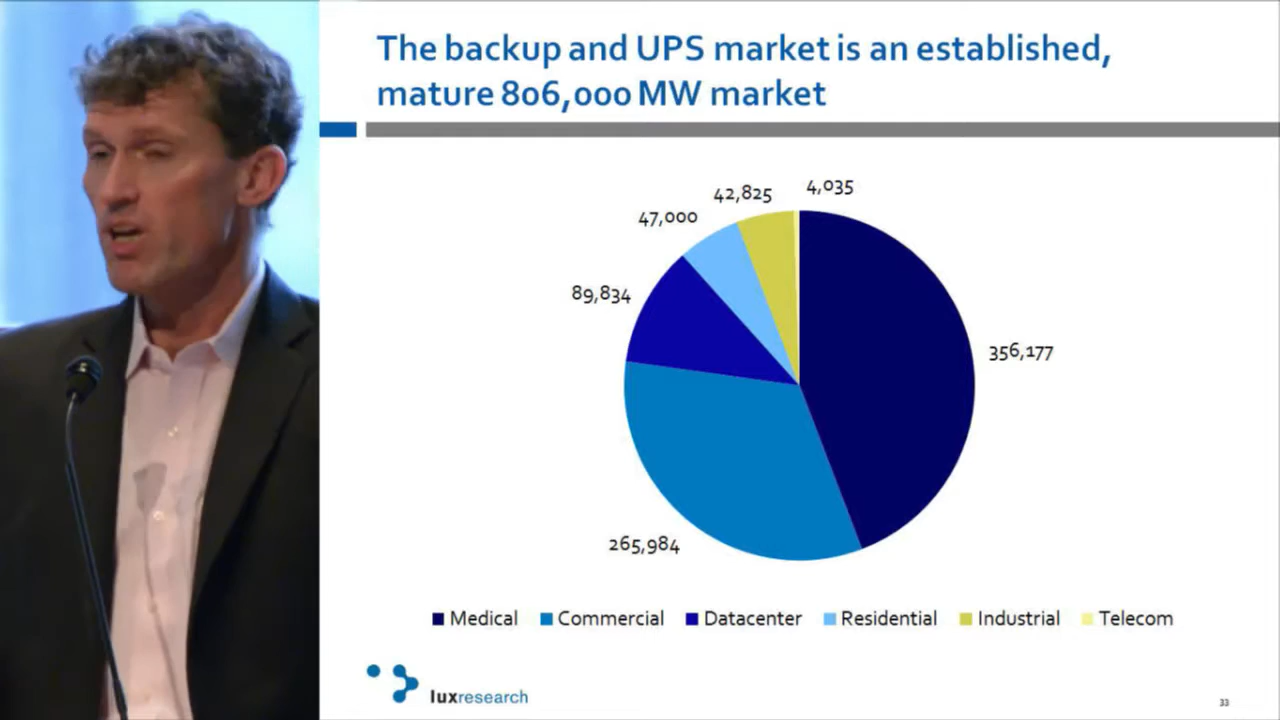 The backup and UPS market is an established,
mature 806,000 MW market
4,035
42,825
47,000
89,834
356,177
265,984
Medical Commercial Datacenter Residential Industrial Telecom
luxresearch
33